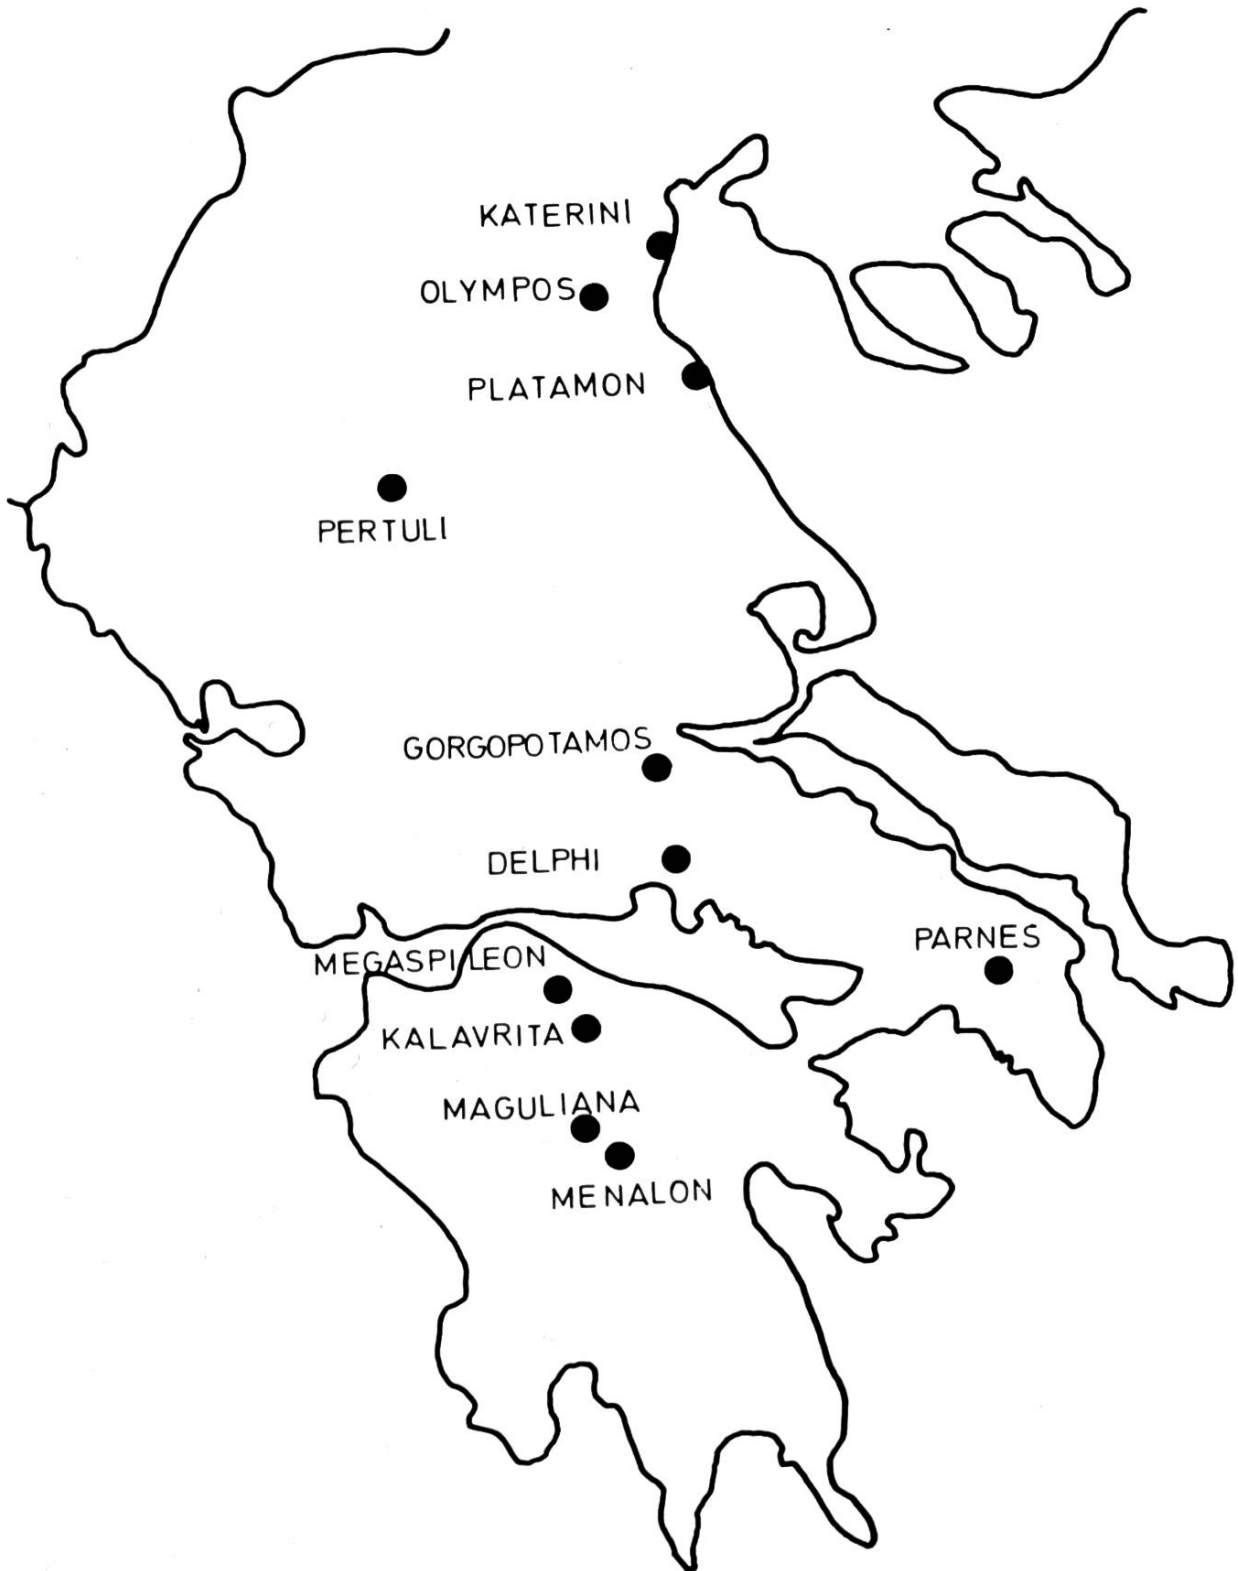 KATERINI
OLYMPOS
PLATAMON
PERTULI
GORGOPOTAMOS
DELPHI
PARNES
MEGASPILEON
KALAVRITA
MAGULIANA
MENALON